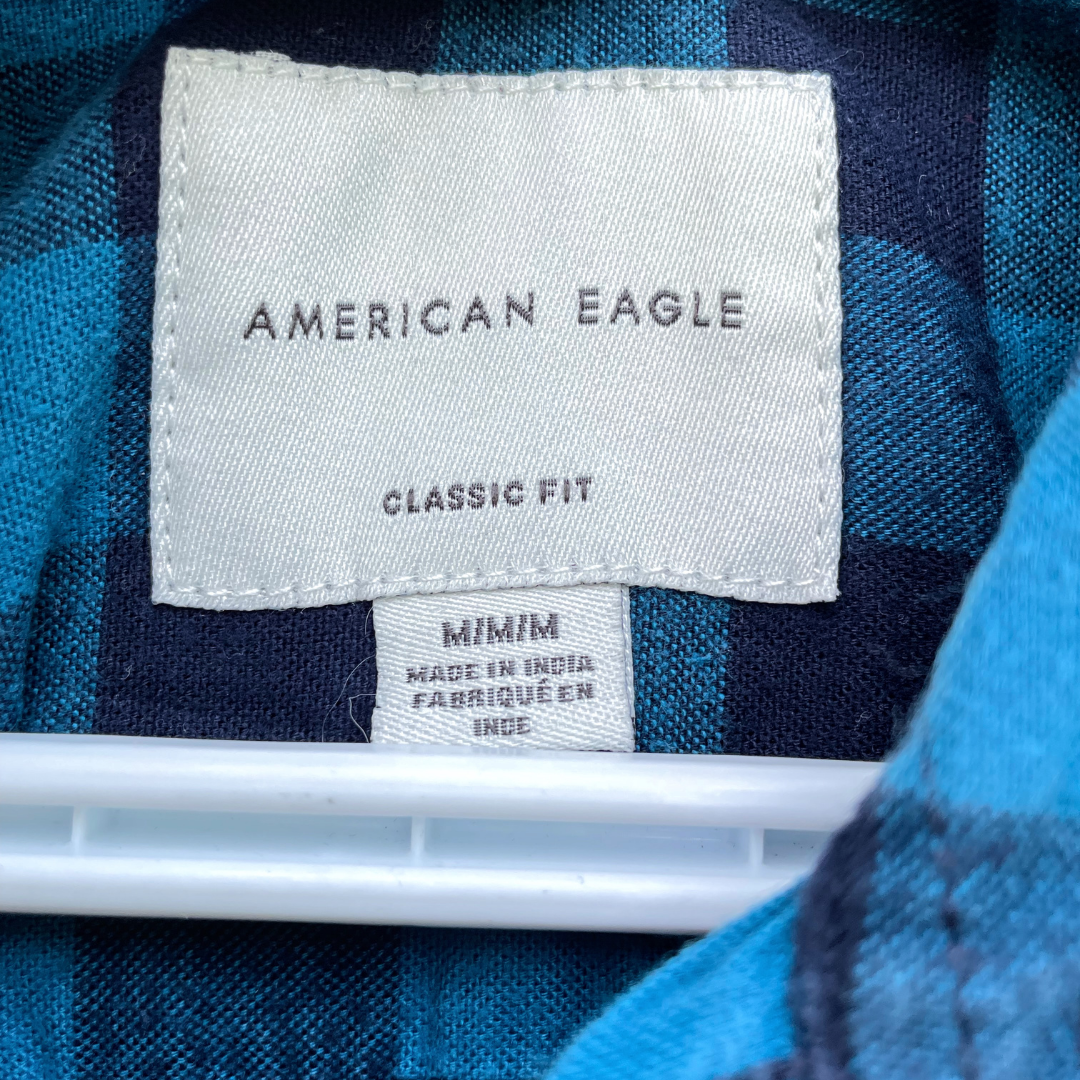 AMERICAN EAGLE
CLASSIC FIT
M/M/M
MADE IN INDIA
FABRIQUÉ EN
INDE